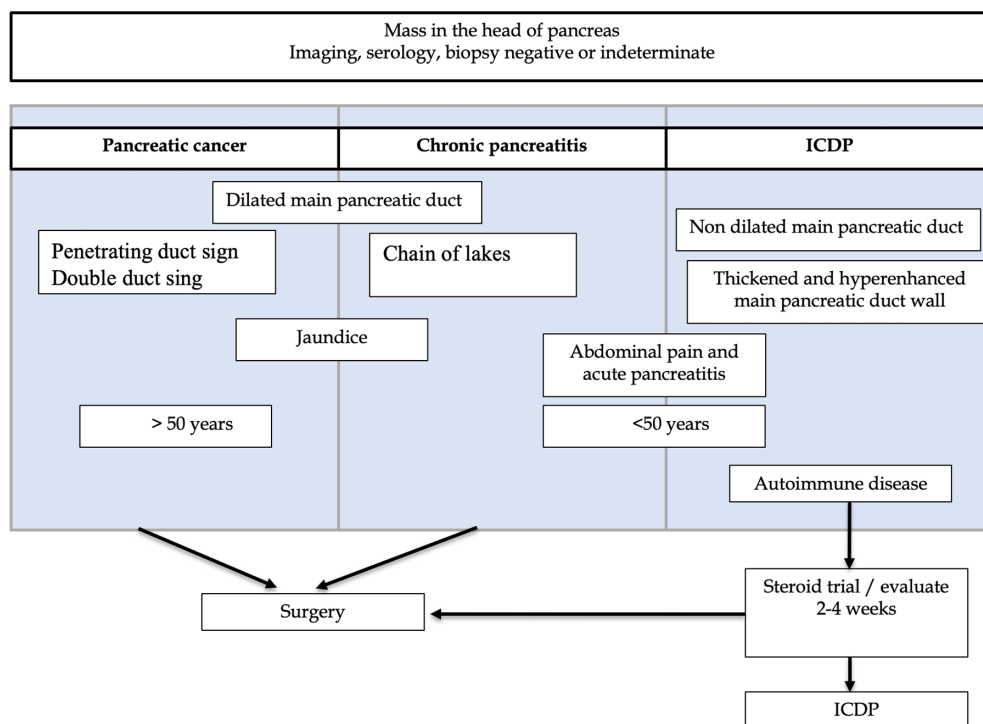 Mass in the head of pancreas
Imaging, serology, biopsy negative or indeterminate
Pancreatic cancer
Chronic pancreatitis
ICDP
Dilated main pancreatic duct
Non dilated main pancreatic duct
Penetrating duct sign
Double duct sing
Chain of lakes
Thickened and hyperenhanced
main pancreatic duct wall
Jaundice
Abdominal pain and
acute pancreatitis
> 50 years
<50 years
Autoimmune disease
Steroid trial / evaluate
2-4 weeks
Surgery
ICDP